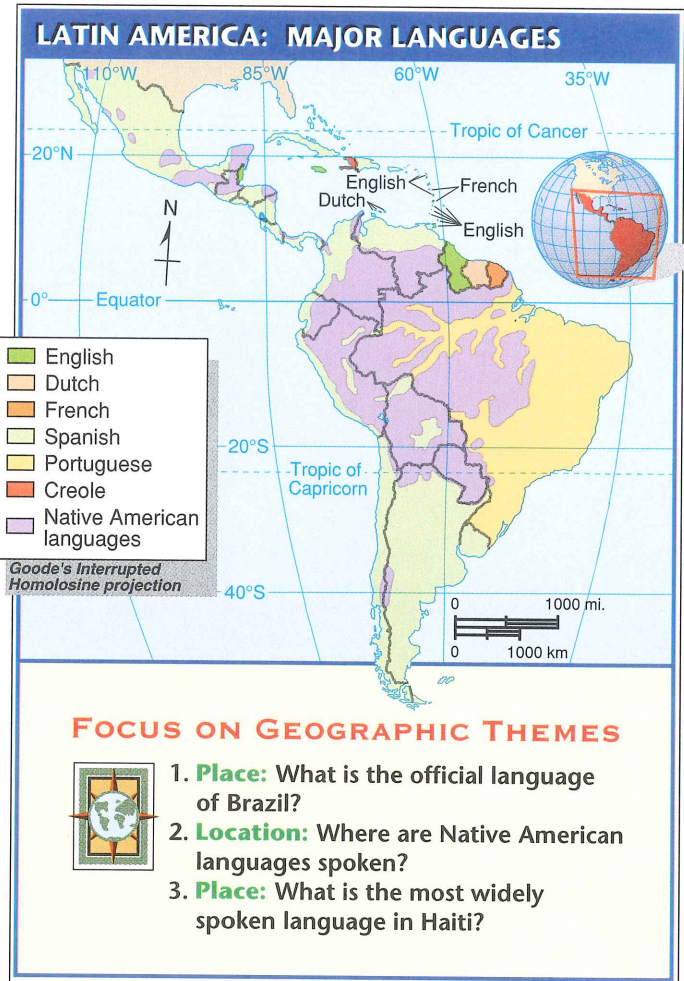 LATIN AMERICA: MAJOR LANGUAGES
110°W 85°W 60°W 35°W
Tropic of Cancer
20°N
English French
Dutch
English
N
0° Equator
English
Dutch
French
Spanish
Portuguese
Creole
Native American
languages
Goode's Interrupted
Homolosine projection
20°S
Tropic of
Capricorn
40°S
0 1000 mi.
0 1000 km
FOCUS ON GEOGRAPHIC THEMES
1. Place: What is the official language
of Brazil?
2. Location: Where are Native American
languages spoken?
3. Place: What is the most widely
spoken language in Haiti?